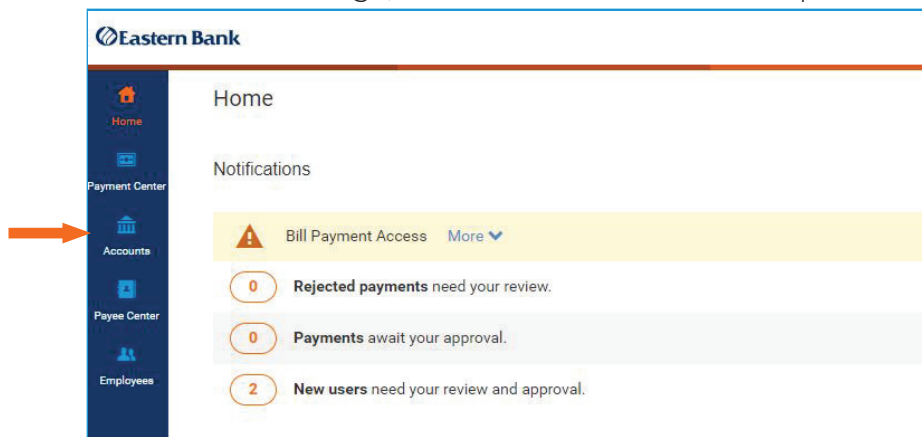 Eastern Bank
Home
Home
Notifications
Payment Center
Bill Payment Access More
Accounts
0 Rejected payments need your review.
Payee Center
0 Payments await your approval.
Employees
2 New users need your review and approval.